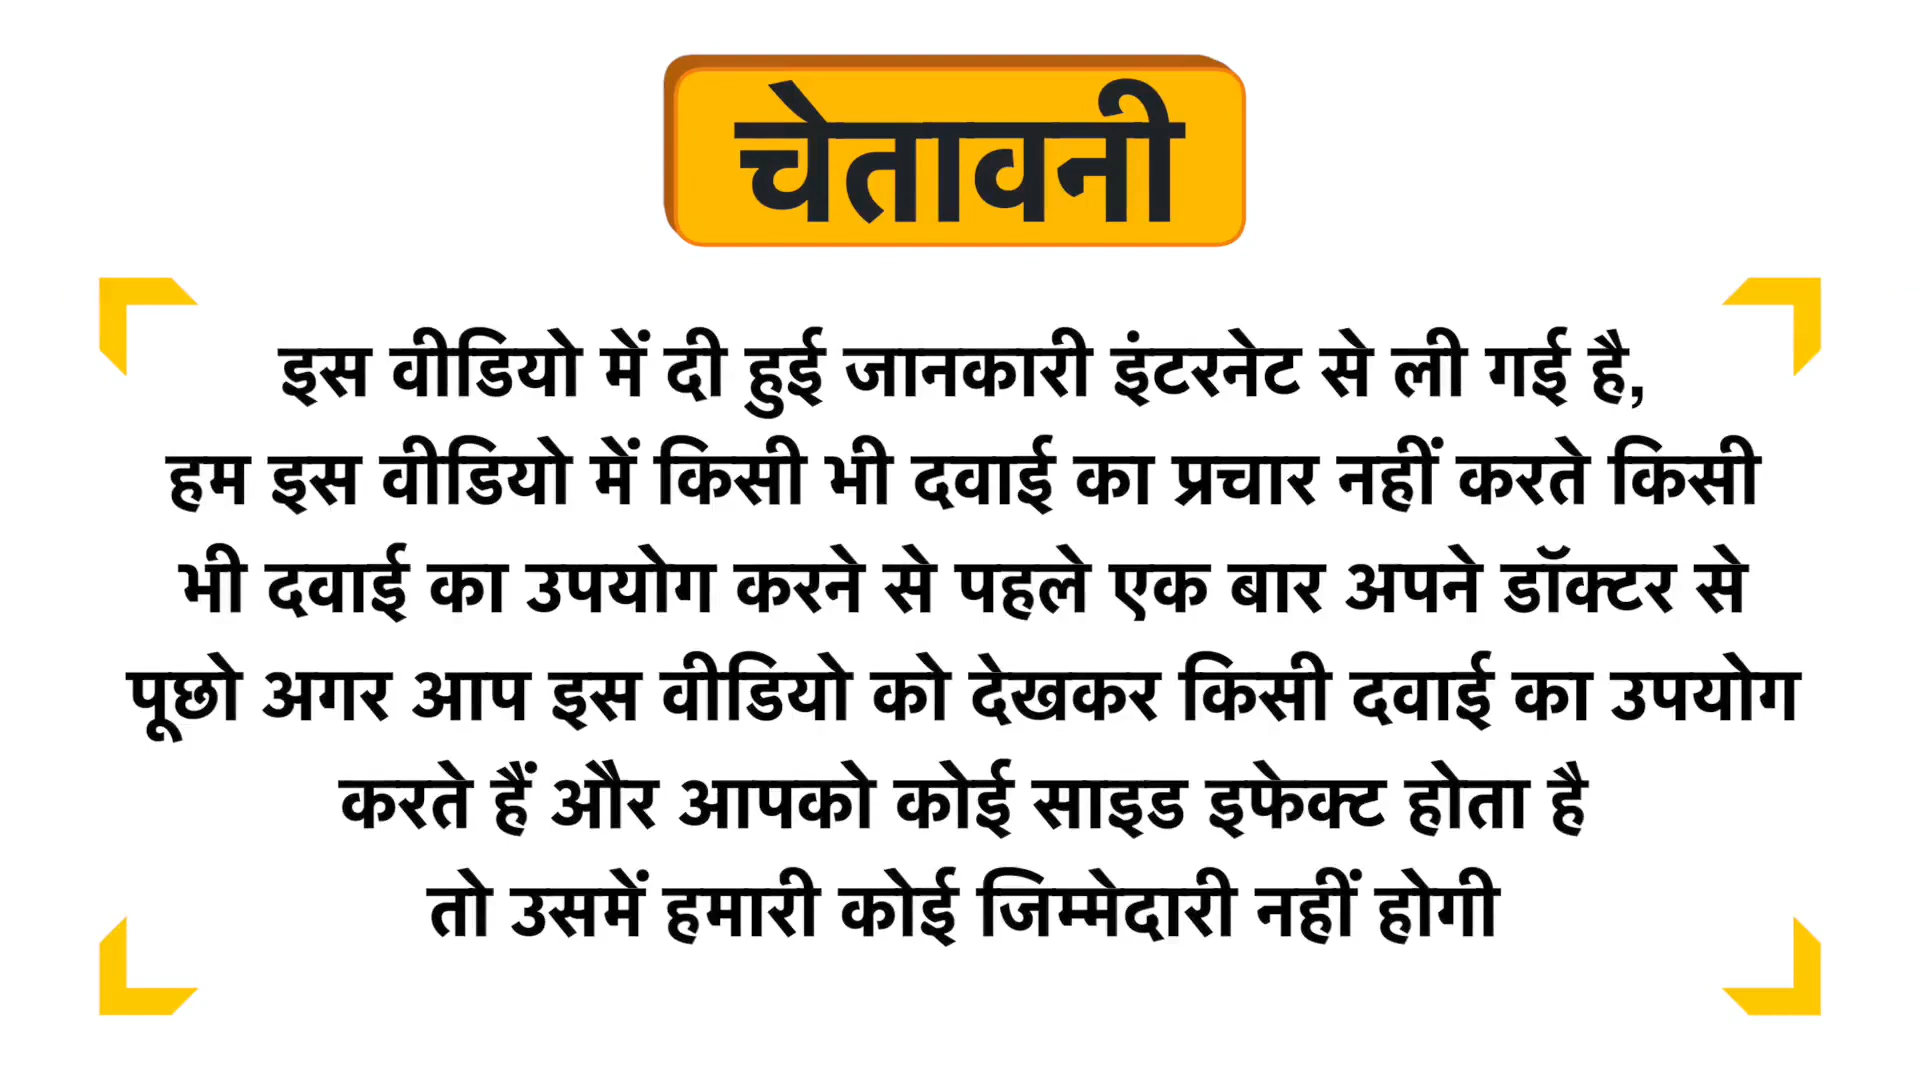 चेतावनी
इस वीडियो में दी हुई जानकारी इंटरनेट से ली गई है,
हम इस वीडियो में किसी भी दवाई का प्रचार नहीं करते किसी
भी दवाई का उपयोग करने से पहले एक बार अपने डॉक्टर से
पूछो अगर आप इस वीडियो को देखकर किसी दवाई का उपयोग
करते हैं और आपको कोई साइड इफेक्ट होता है
तो उसमें हमारी कोई जिम्मेदारी नहीं होगी